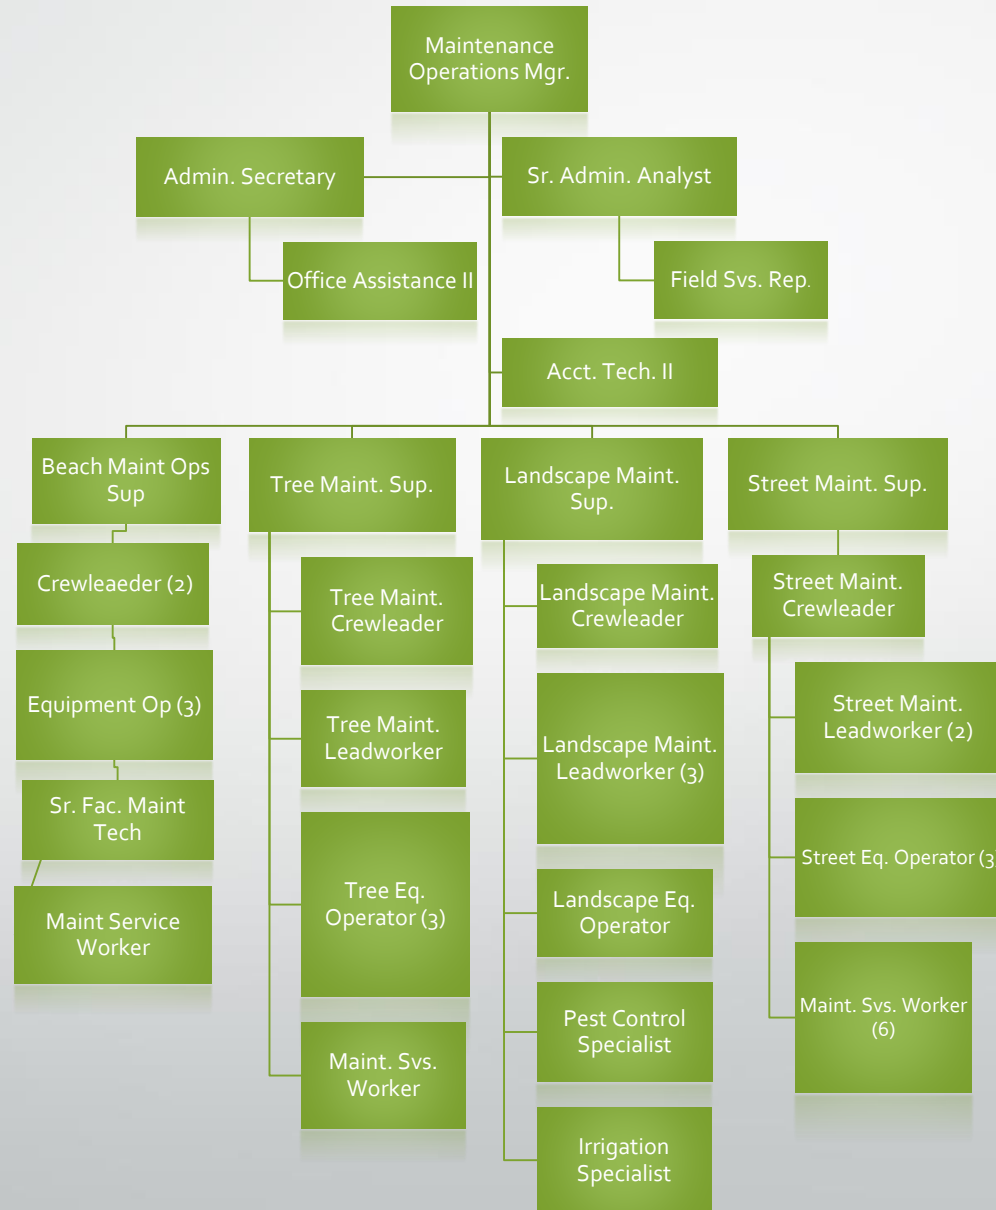 Maintenance
Operations Mgr.
Admin. Secretary
Sr. Admin. Analyst
Office Assistance II
Field Svs. Rep.
Acct. Tech. II
Beach Maint Ops
Sup
Tree Maint. Sup.
Landscape Maint.
Sup.
Street Maint. Sup.
Crewleaeder (2)
Equipment Op (3)
Sr. Fac. Maint
Tech
Maint Service
Worker
Tree Maint.
Crewleader
Tree Maint.
Leadworker
Tree Eq.
Operator (3)
Maint. Svs.
Worker
Landscape Maint.
Crewleader
Landscape Maint.
Leadworker (3)
Landscape Eq.
Operator
Pest Control
Specialist
Irrigation
Specialist
Street Maint.
Crewleader
Street Maint.
Leadworker (2)
Street Eq. Operator (3)
Maint. Svs. Worker
(6)